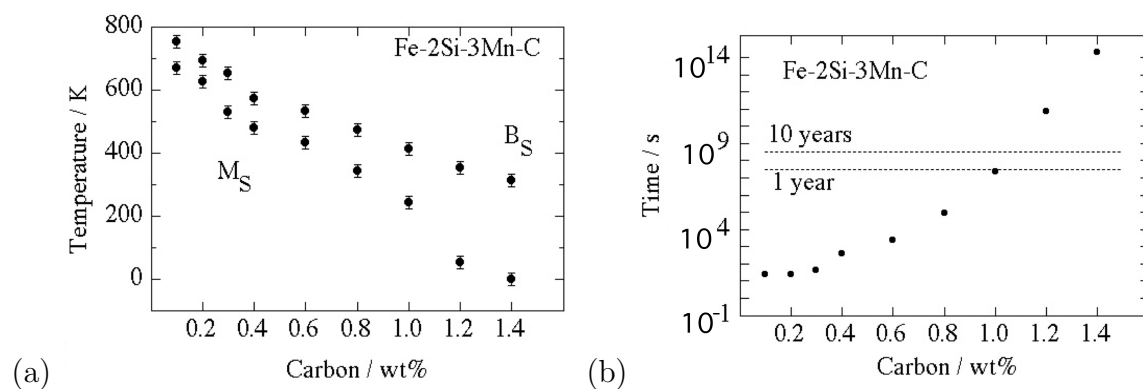 800
600
400
200
0
Temperature / K
Fe-2Si-3Mn-C
M_S
B_S
0.2 0.4 0.6 0.8 1.0 1.2 1.4
Carbon / wt%
(a)
10^14
10^9
10^4
10^-1
Time / s
Fe-2Si-3Mn-C
10 years
1 year
0.2 0.4 0.6 0.8 1.0 1.2 1.4
Carbon / wt%
(b)